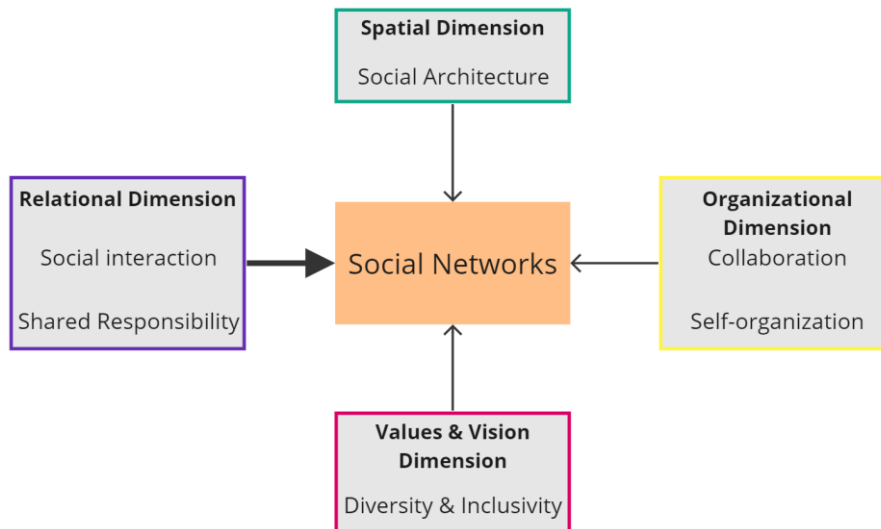 Spatial Dimension
Social Architecture
Relational Dimension
Social interaction
Shared Responsibility
Social Networks
Organizational
Dimension
Collaboration
Self-organization
Values & Vision
Dimension
Diversity & Inclusivity